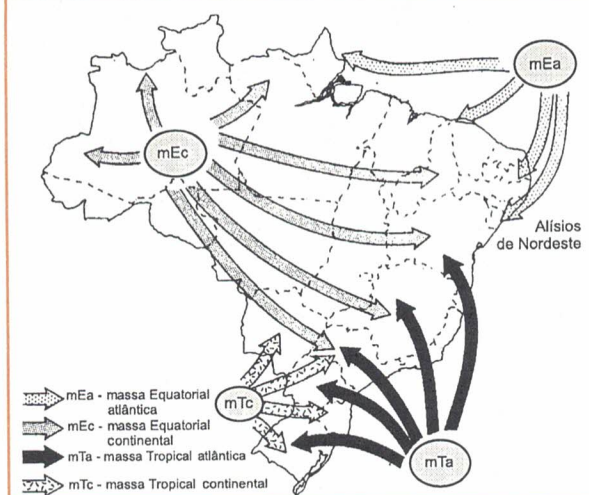 mEa
mEc
Alísios
de Nordeste
mTc
mTa
mEa - massa Equatorial
atlântica
mEc - massa Equatorial
continental
mTa - massa Tropical atlântica
mTc - massa Tropical continental